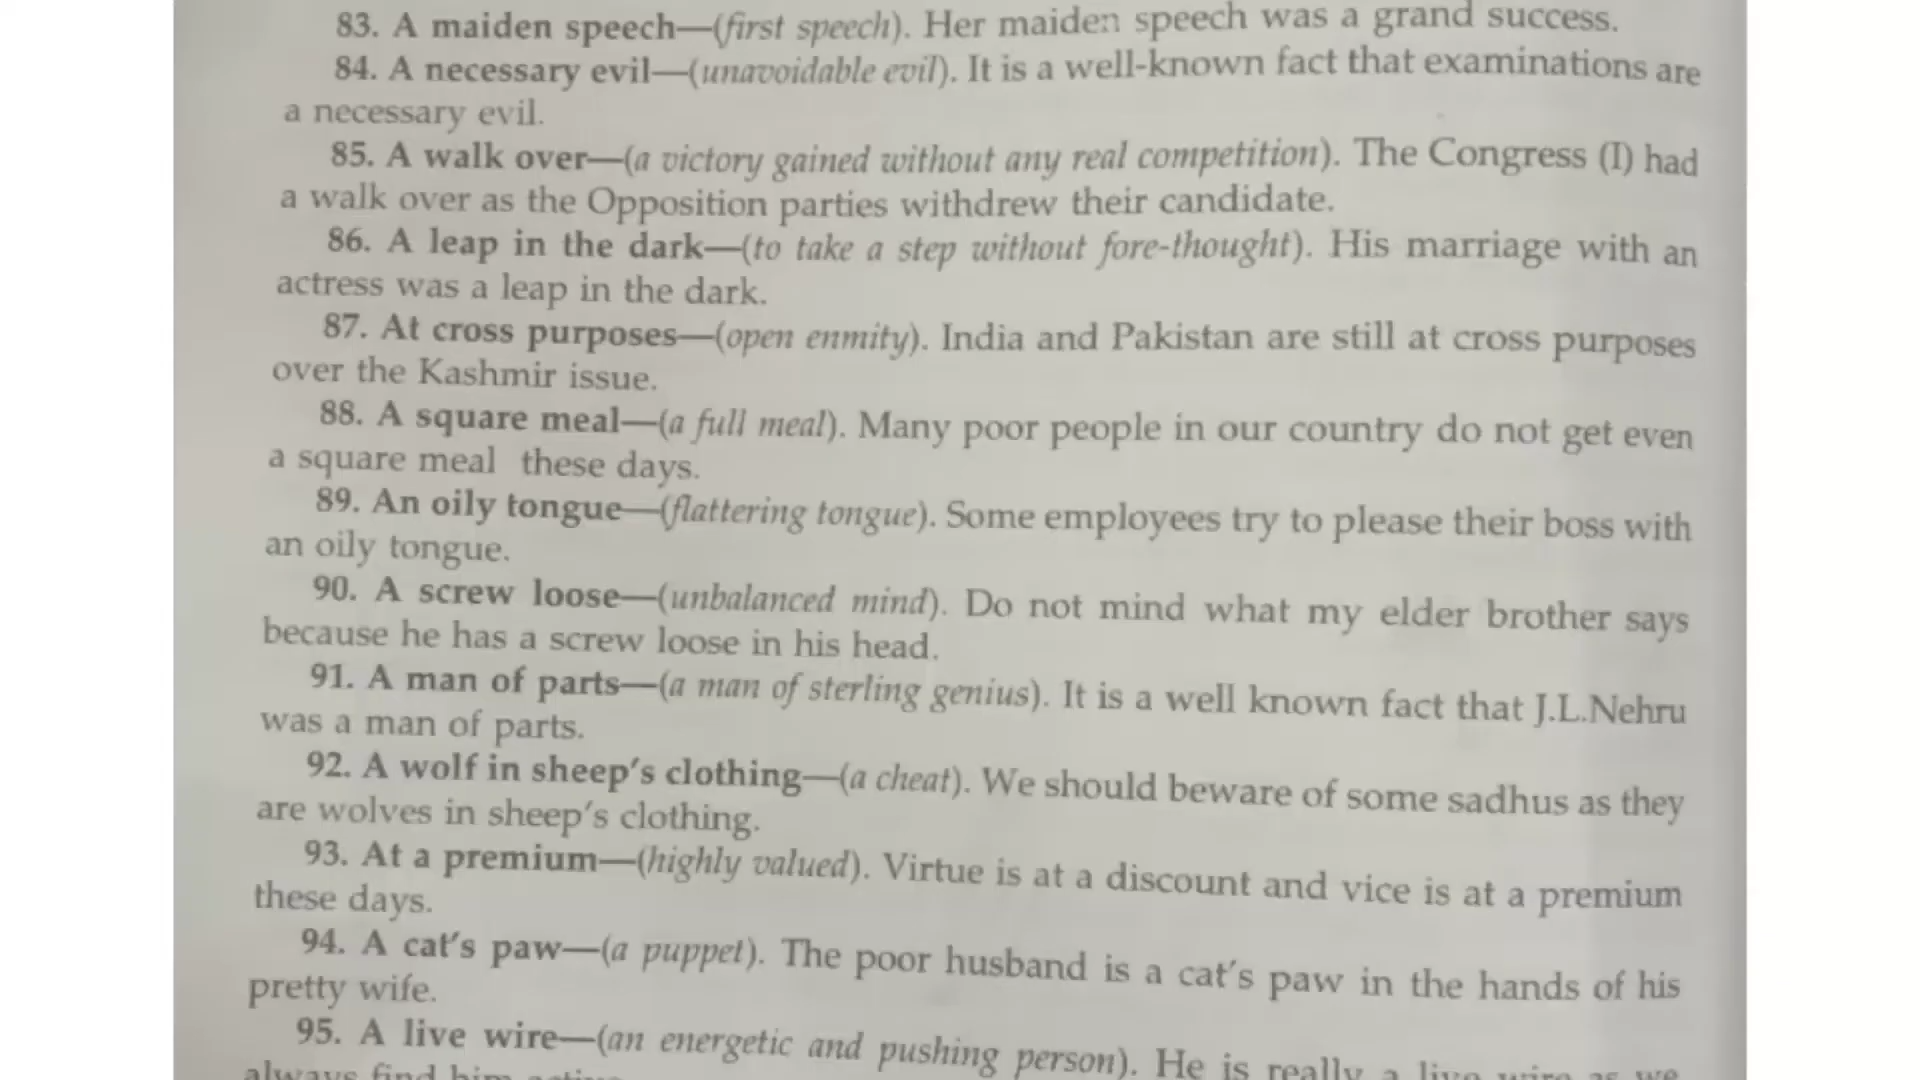 83. A maiden speech—(first speech). Her maiden speech was a grand success.
84. A necessary evil—(unavoidable evil). It is a well-known fact that examinations are
a necessary evil.
85. A walk over—(a victory gained without any real competition). The Congress (I) had
a walk over as the Opposition parties withdrew their candidate.
86. A leap in the dark—(to take a step without fore-thought). His marriage with an
actress was a leap in the dark.
87. At cross purposes—(open enmity). India and Pakistan are still at cross purposes
over the Kashmir issue.
88. A square meal—(a full meal). Many poor people in our country do not get even
a square meal these days.
89. An oily tongue—(flattering tongue). Some employees try to please their boss with
an oily tongue.
90. A screw loose—(unbalanced mind). Do not mind what my elder brother says
because he has a screw loose in his head.
91. A man of parts—(a man of sterling genius). It is a well known fact that J.L.Nehru
was a man of parts.
92. A wolf in sheep's clothing—(a cheat). We should beware of some sadhus as they
are wolves in sheep's clothing.
93. At a premium—(highly valued). Virtue is at a discount and vice is at a premium
these days.
94. A cat's paw—(a puppet). The poor husband is a cat's paw in the hands of his
pretty wife.
95. A live wire—(an energetic and pushing person). He is really a live wire as we
always find him active